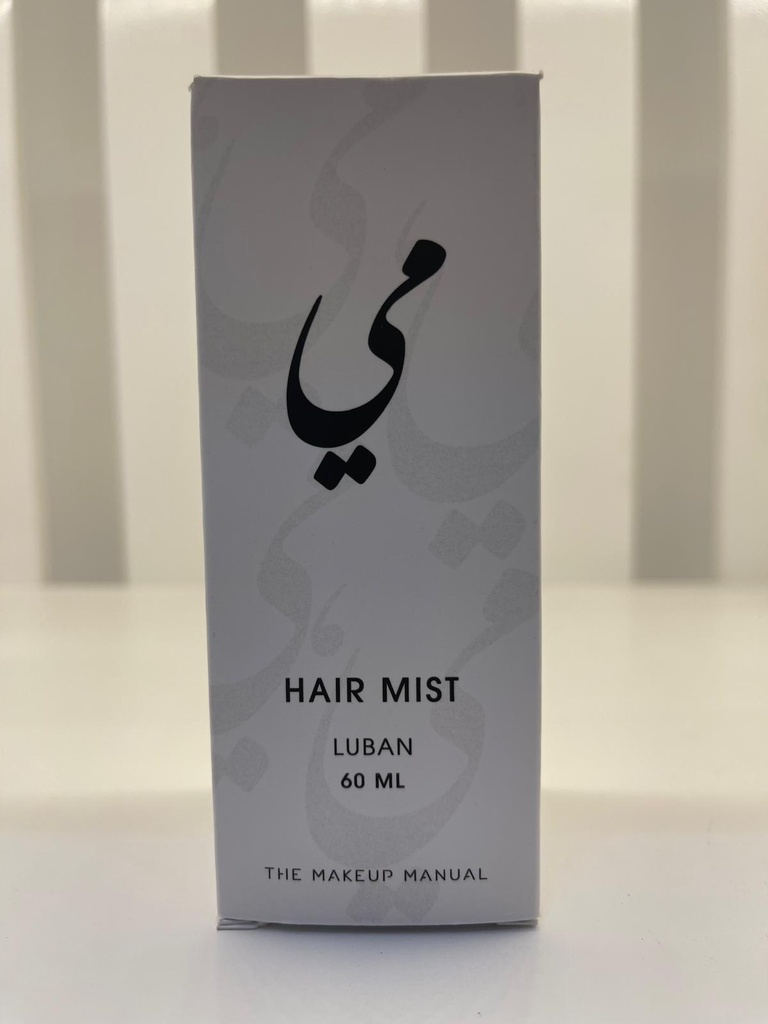 مي
HAIR MIST
LUBAN
60 ML
THE MAKEUP MANUAL